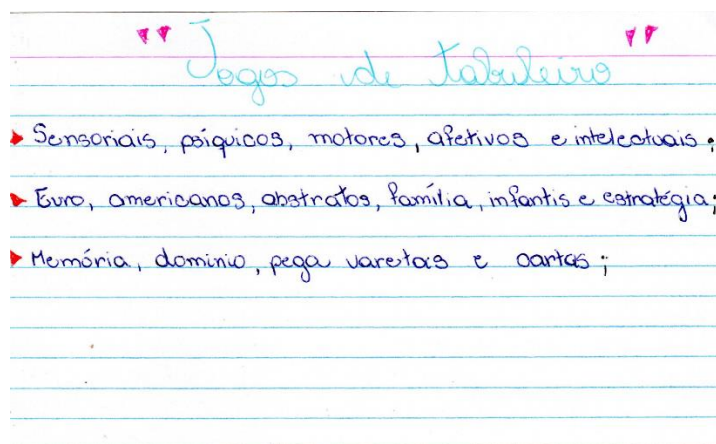 "Jogos de tabuleiro"
Sensoriais, psíquicos, motores, afetivos e intelectuais;
Euro, americanos, abstratos, família, infantis e estratégia;
Memória, dominio, pega varetas e cartas;